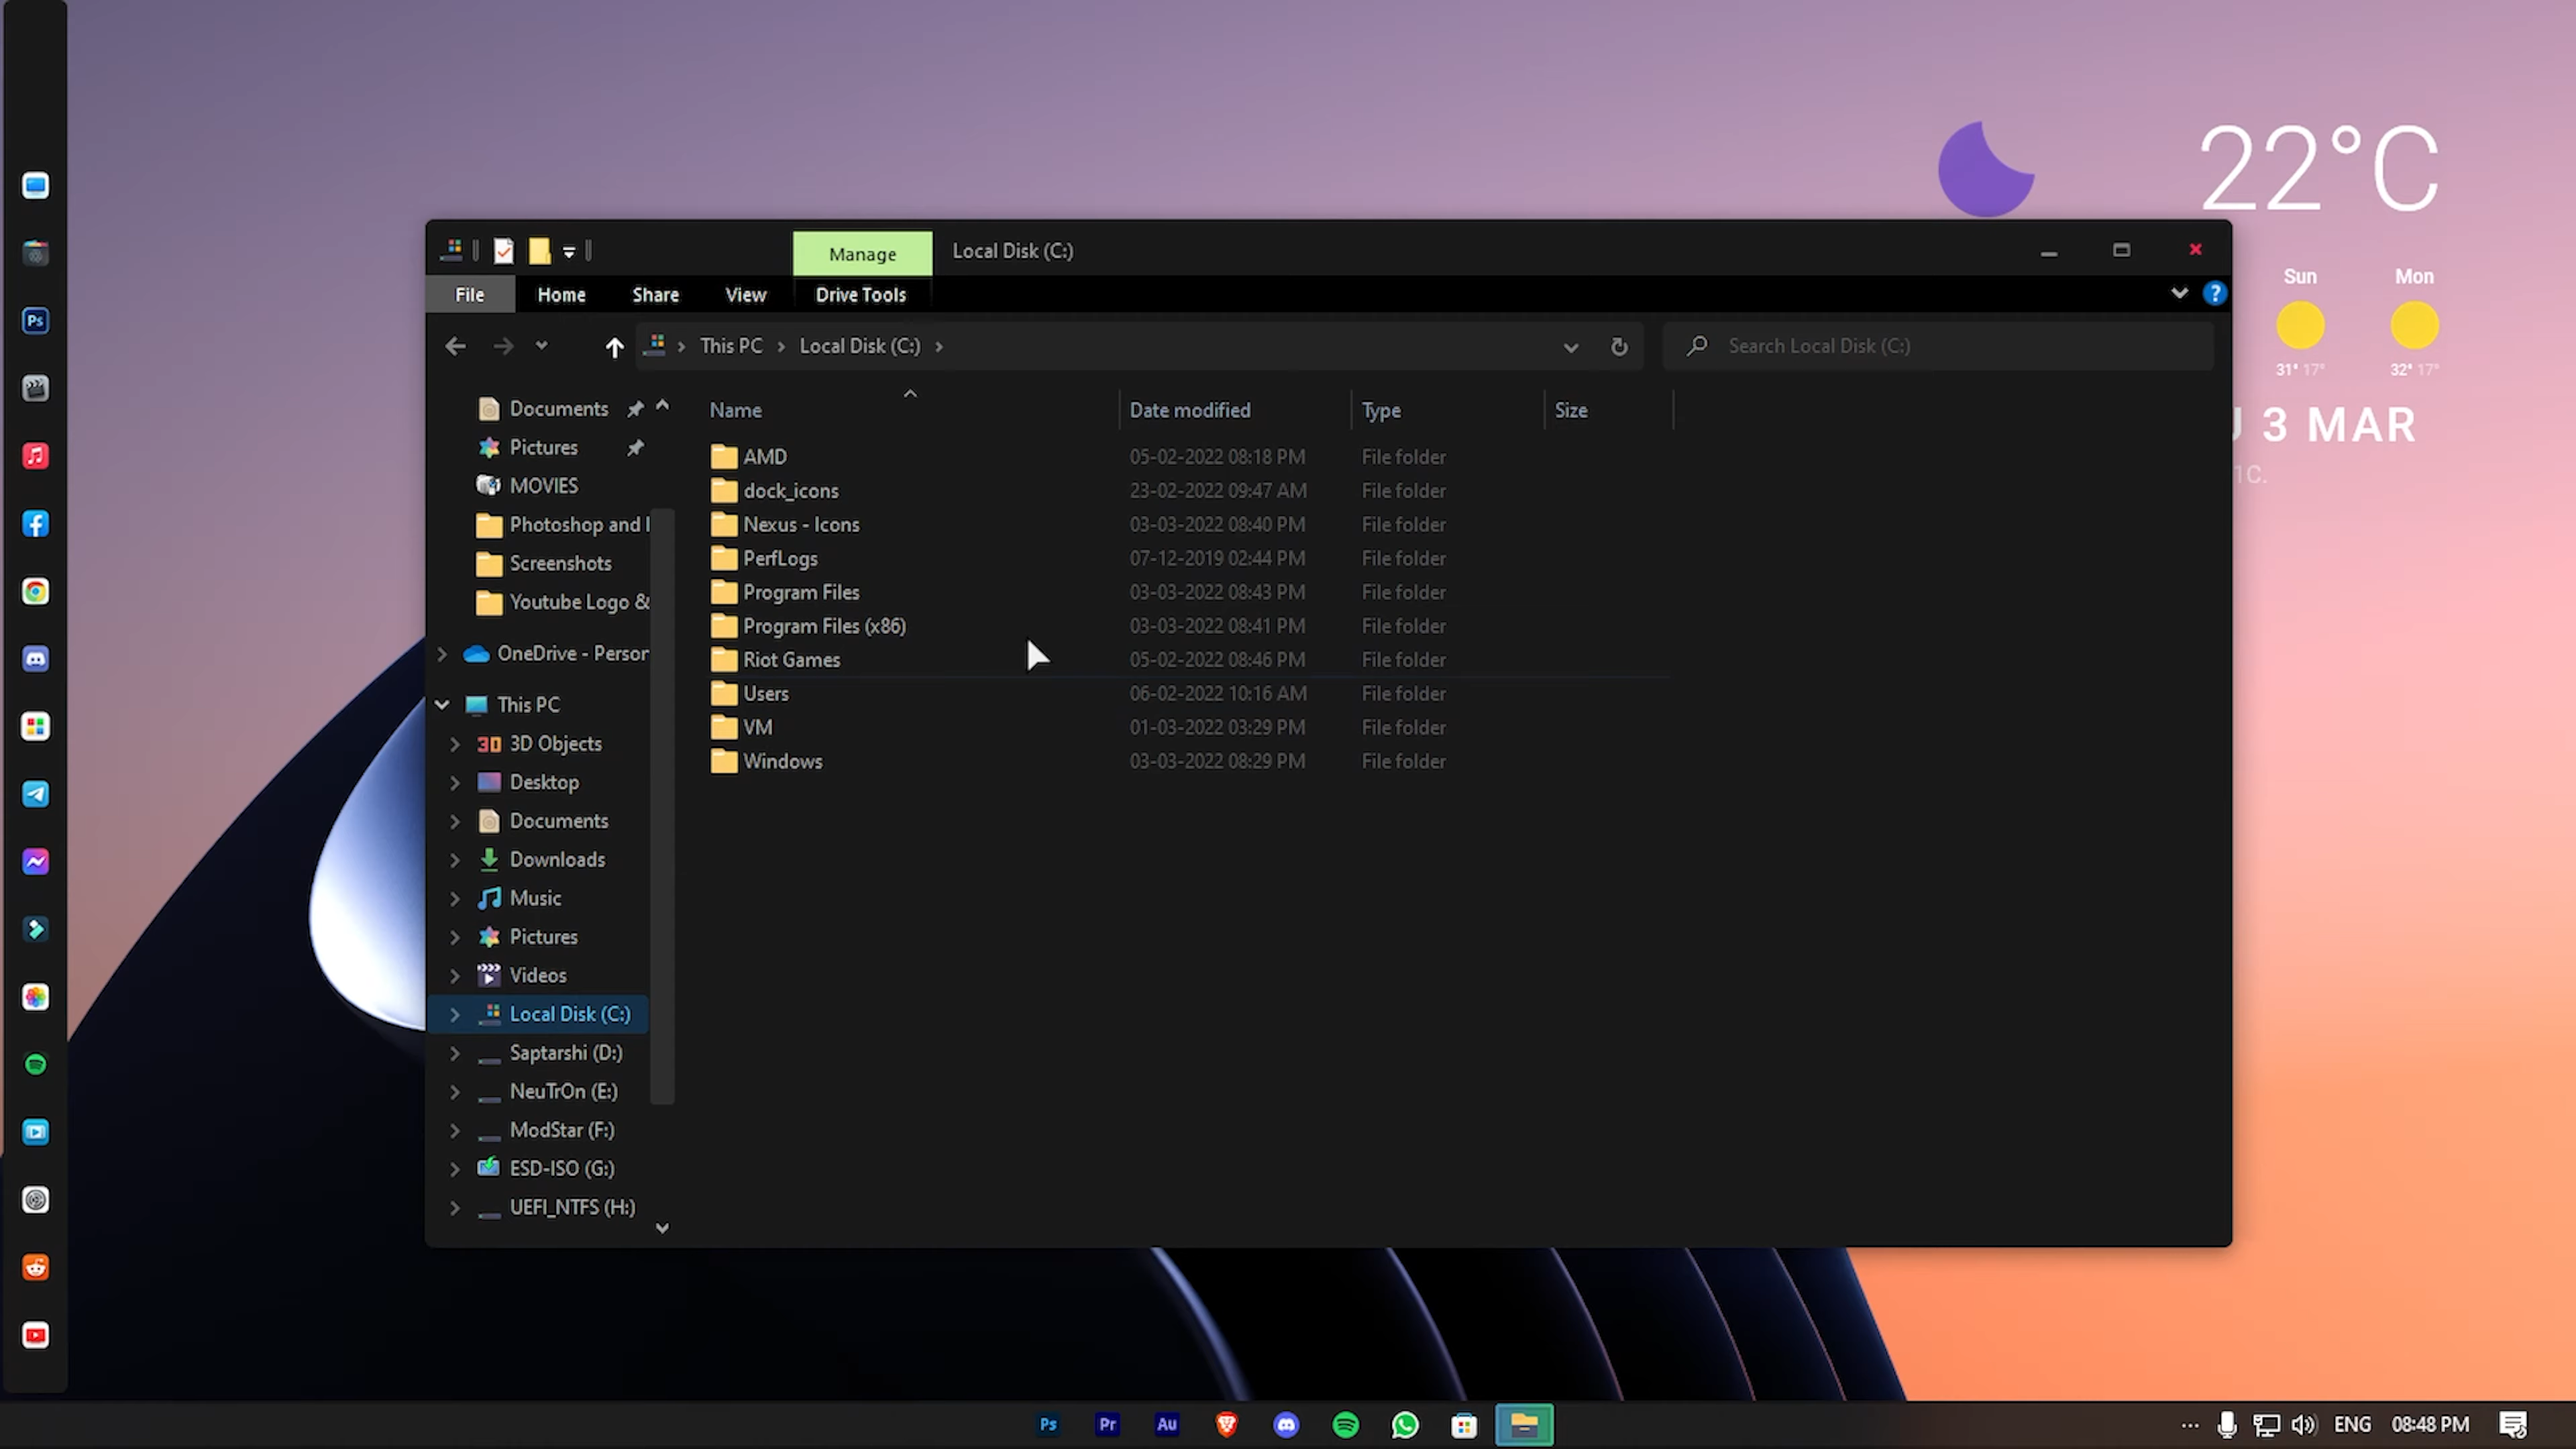 22°C
Manage
Local Disk (C:)
File
Home
Share
View
Drive Tools
?
Sun
Mon
31° 17°
32° 17°
3 MAR
1C.
This PC
Local Disk (C:)
Search Local Disk (C:)
Documents
Pictures
MOVIES
Photoshop and
Screenshots
Youtube Logo &
OneDrive - Person
This PC
3D 3D Objects
Desktop
Documents
Downloads
Music
Pictures
Videos
Local Disk (C:)
Saptarshi (D:)
NeuTrOn (E:)
ModStar (F:)
ESD-ISO (G:)
UEFI_NTFS (H:)
Name Date modified Type Size
AMD 05-02-2022 08:18 PM File folder
dock_icons 23-02-2022 09:47 AM File folder
Nexus - Icons 03-03-2022 08:40 PM File folder
PerfLogs 07-12-2019 02:44 PM File folder
Program Files 03-03-2022 08:43 PM File folder
Program Files (x86) 03-03-2022 08:41 PM File folder
Riot Games 05-02-2022 08:46 PM File folder
Users 06-02-2022 10:16 AM File folder
VM 01-03-2022 03:29 PM File folder
Windows 03-03-2022 08:29 PM File folder
Ps
Ps
Pr
Au
ENG
08:48 PM